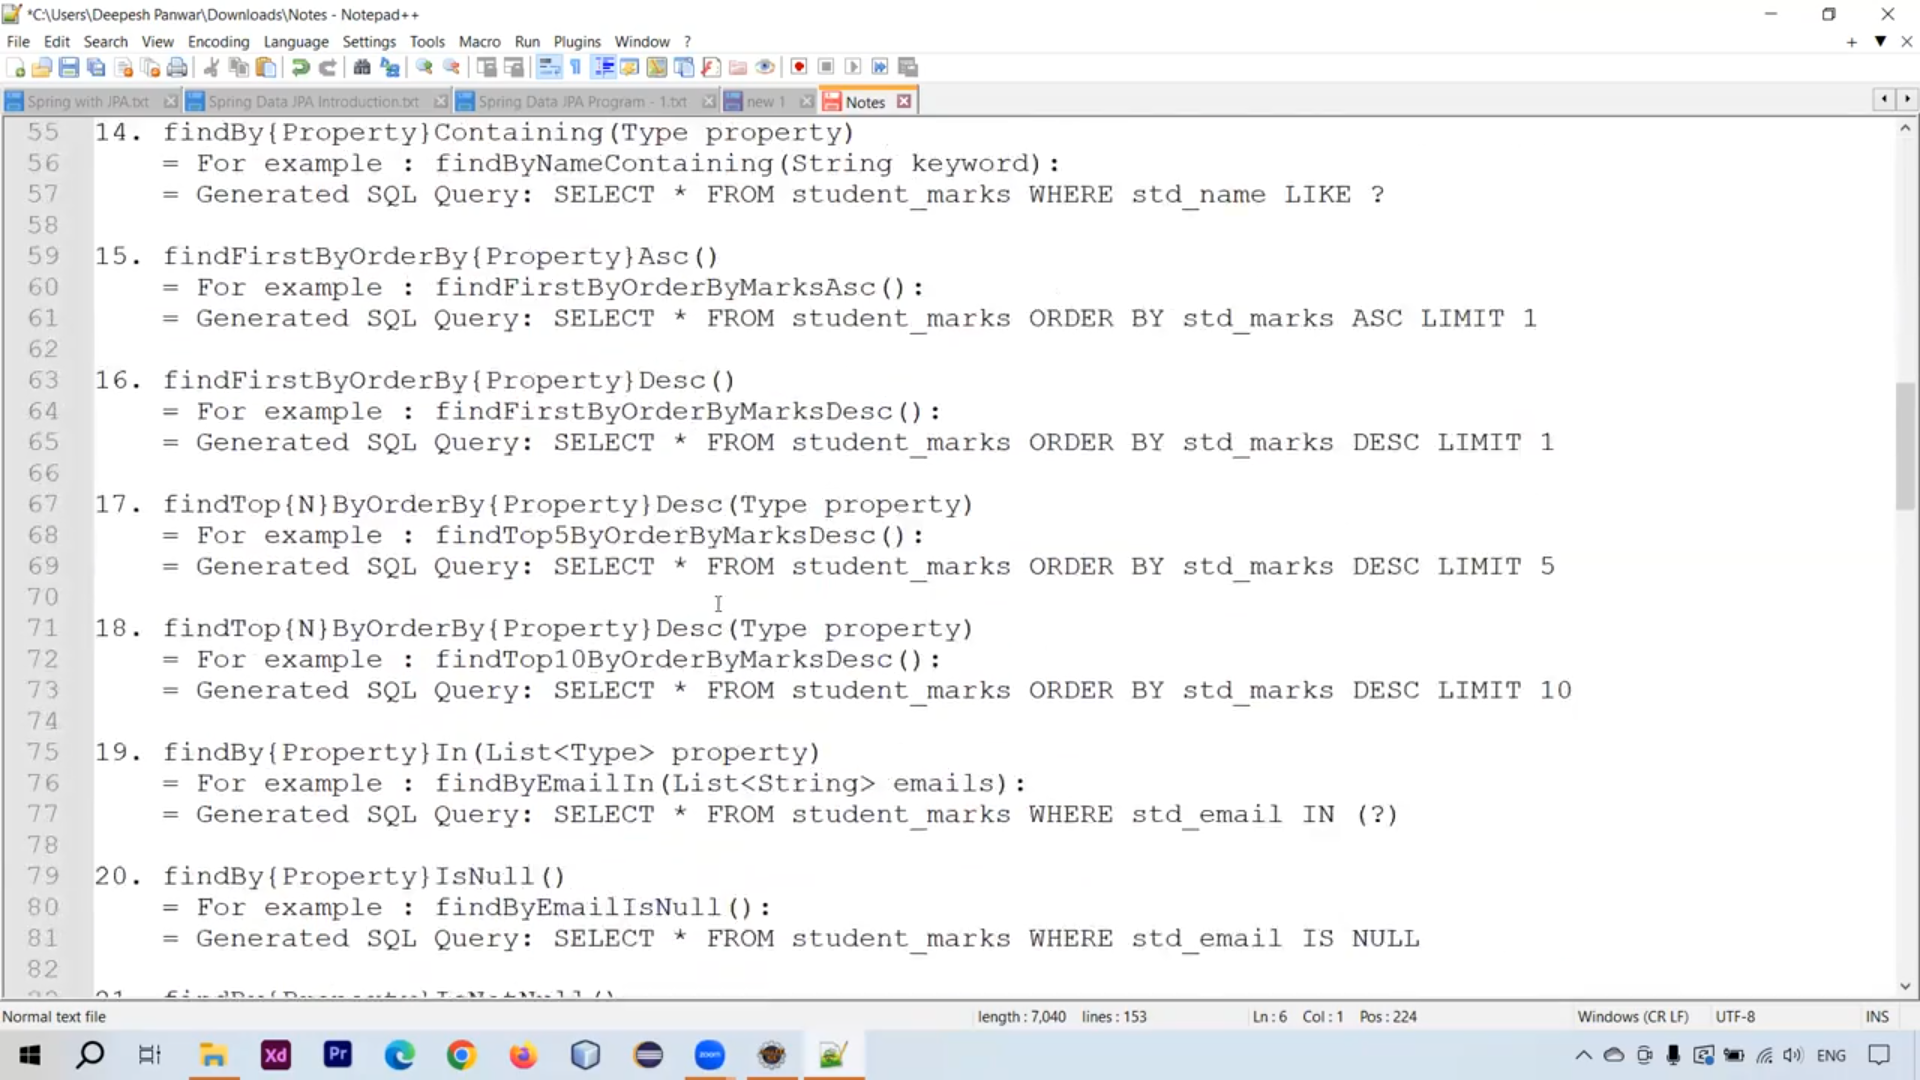 *C:\Users\Deepesh Panwar\Downloads\Notes - Notepad++
File Edit Search View Encoding Language Settings Tools Macro Run Plugins Window ?
Spring with JPA.txt Spring Data JPA Introduction.txt Spring Data JPA Program - 1.txt new 1 Notes
55 14. findBy{Property}Containing(Type property)
56 = For example : findByNameContaining(String keyword):
57 = Generated SQL Query: SELECT * FROM student_marks WHERE std_name LIKE ?
58
59 15. findFirstByOrderBy{Property}Asc()
60 = For example : findFirstByOrderByMarksAsc():
61 = Generated SQL Query: SELECT * FROM student_marks ORDER BY std_marks ASC LIMIT 1
62
63 16. findFirstByOrderBy{Property}Desc()
64 = For example : findFirstByOrderByMarksDesc():
65 = Generated SQL Query: SELECT * FROM student_marks ORDER BY std_marks DESC LIMIT 1
66
67 17. findTop{N}ByOrderBy{Property}Desc(Type property)
68 = For example : findTop5ByOrderByMarksDesc():
69 = Generated SQL Query: SELECT * FROM student_marks ORDER BY std_marks DESC LIMIT 5
70
71 18. findTop{N}ByOrderBy{Property}Desc(Type property)
72 = For example : findTop10ByOrderByMarksDesc():
73 = Generated SQL Query: SELECT * FROM student_marks ORDER BY std_marks DESC LIMIT 10
74
75 19. findBy{Property}In(List<Type> property)
76 = For example : findByEmailIn(List<String> emails):
77 = Generated SQL Query: SELECT * FROM student_marks WHERE std_email IN (?)
78
79 20. findBy{Property}IsNull()
80 = For example : findByEmailIsNull():
81 = Generated SQL Query: SELECT * FROM student_marks WHERE std_email IS NULL
82
Normal text file length : 7,040 lines : 153 Ln : 6 Col : 1 Pos : 224 Windows (CR LF) UTF-8 INS
Xd Pr zoom ENG